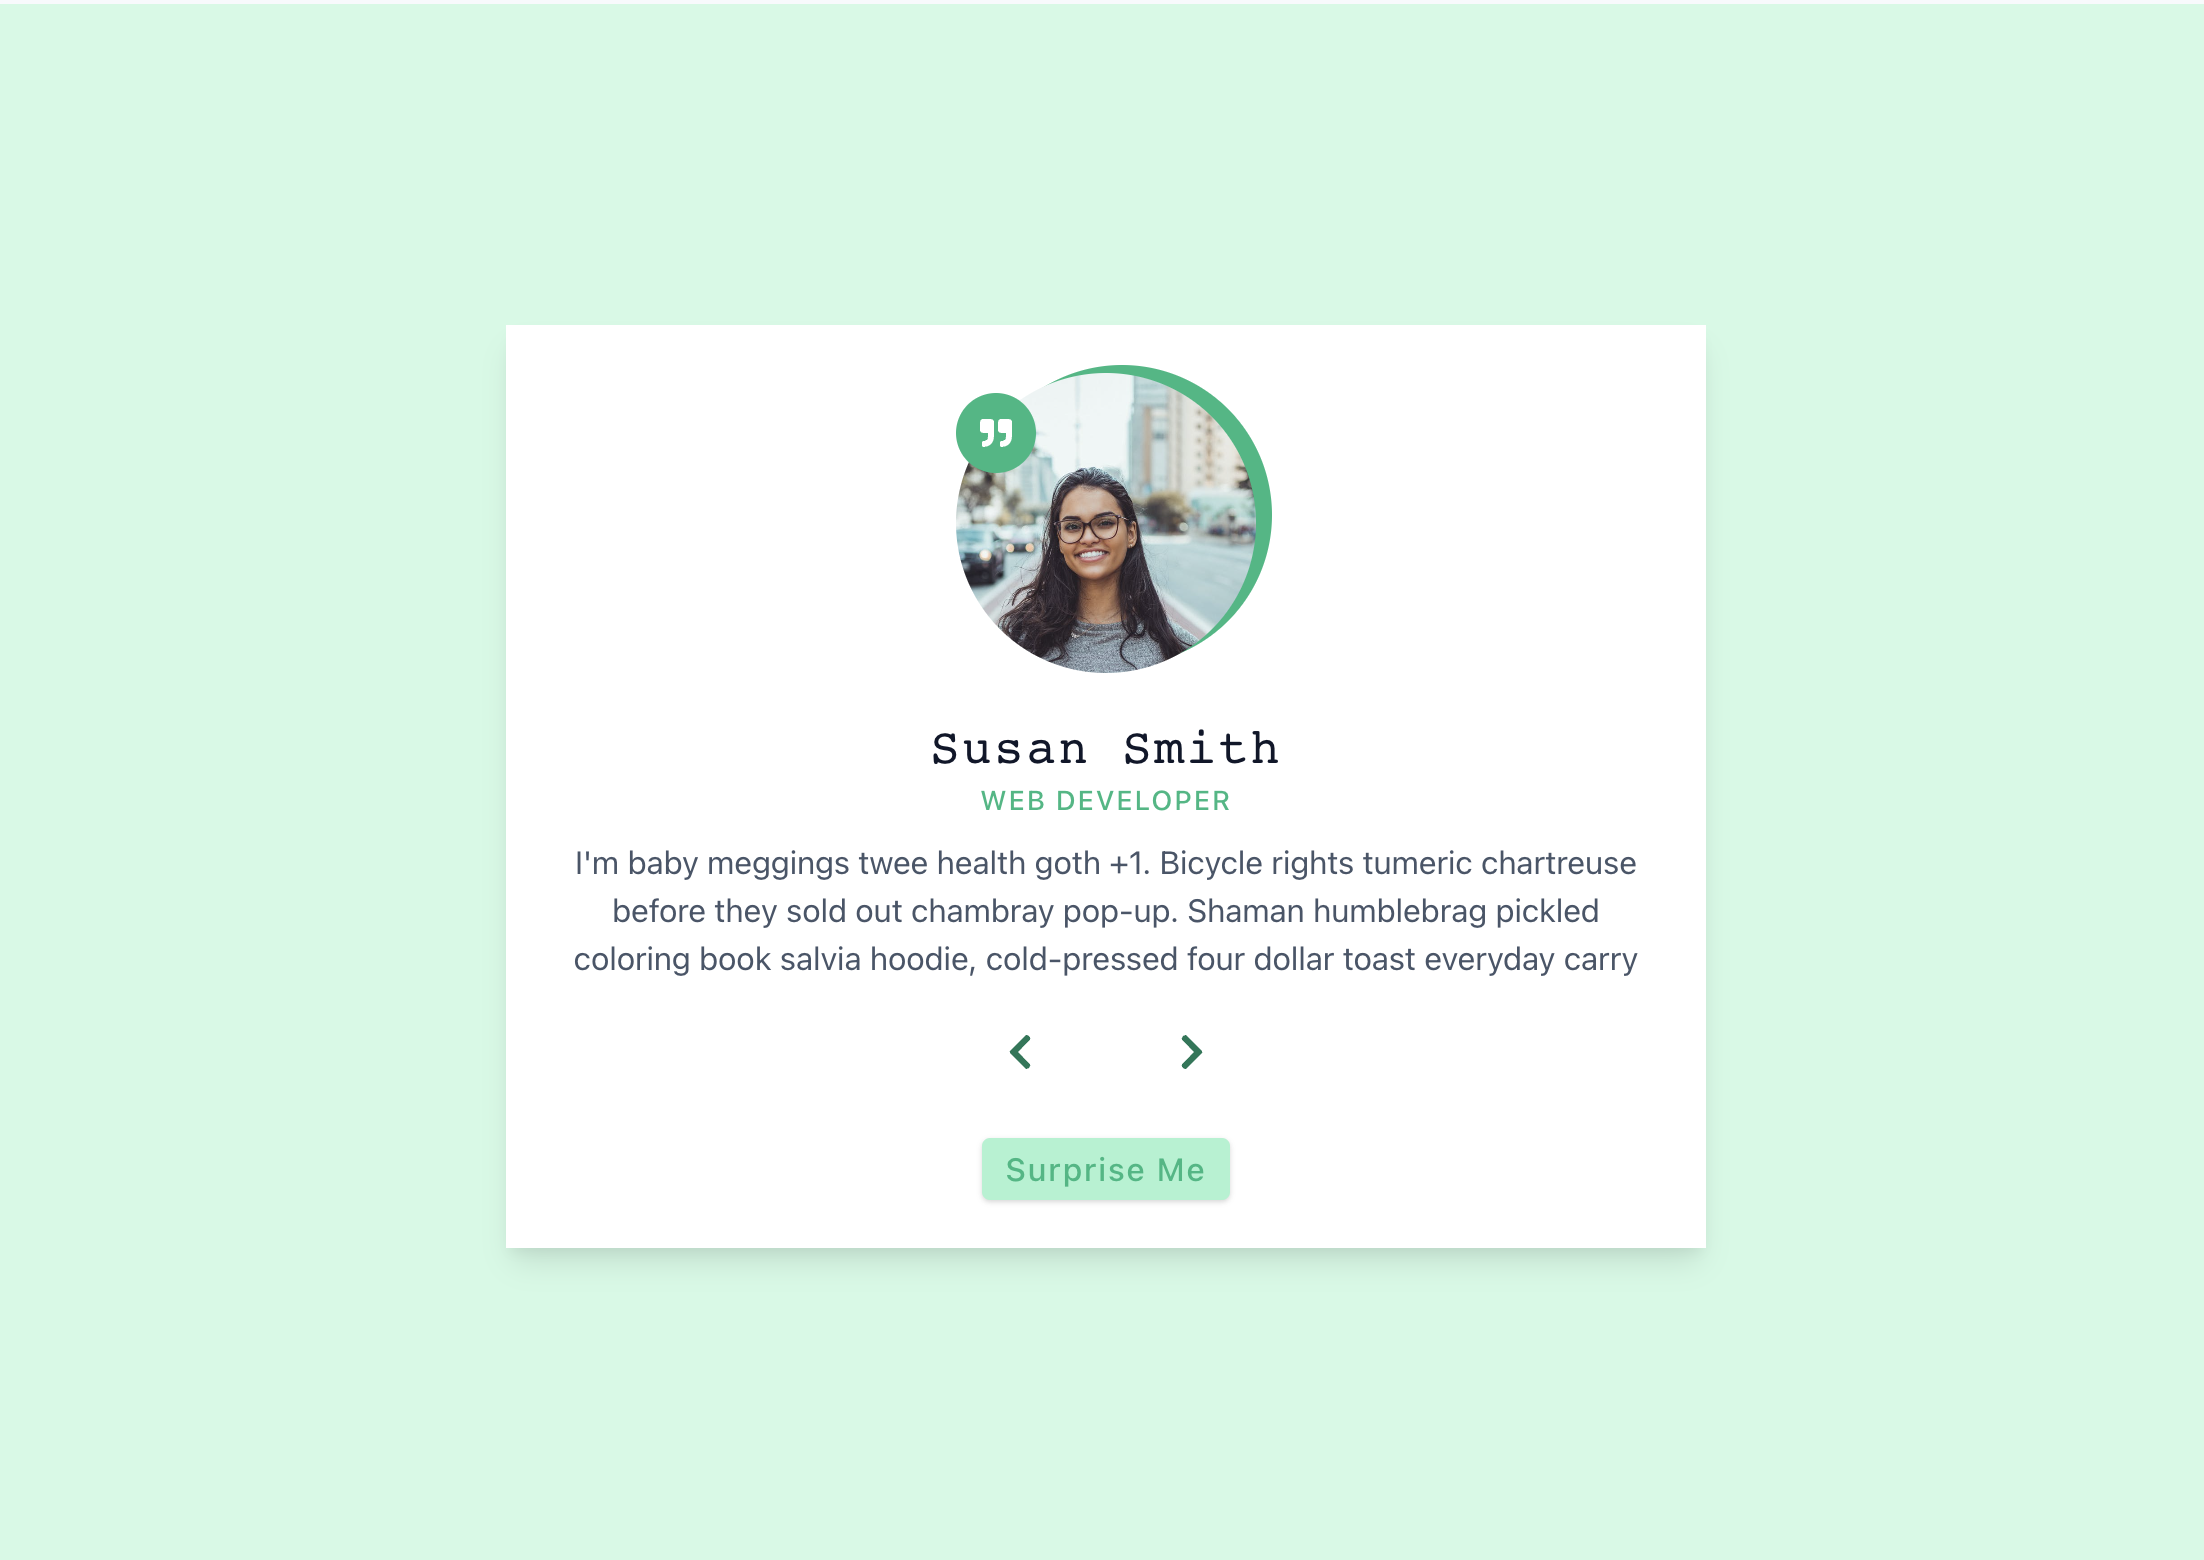 Susan Smith
WEB DEVELOPER
I'm baby meggings twee health goth +1. Bicycle rights tumeric chartreuse
before they sold out chambray pop-up. Shaman humblebrag pickled
coloring book salvia hoodie, cold-pressed four dollar toast everyday carry
Surprise Me